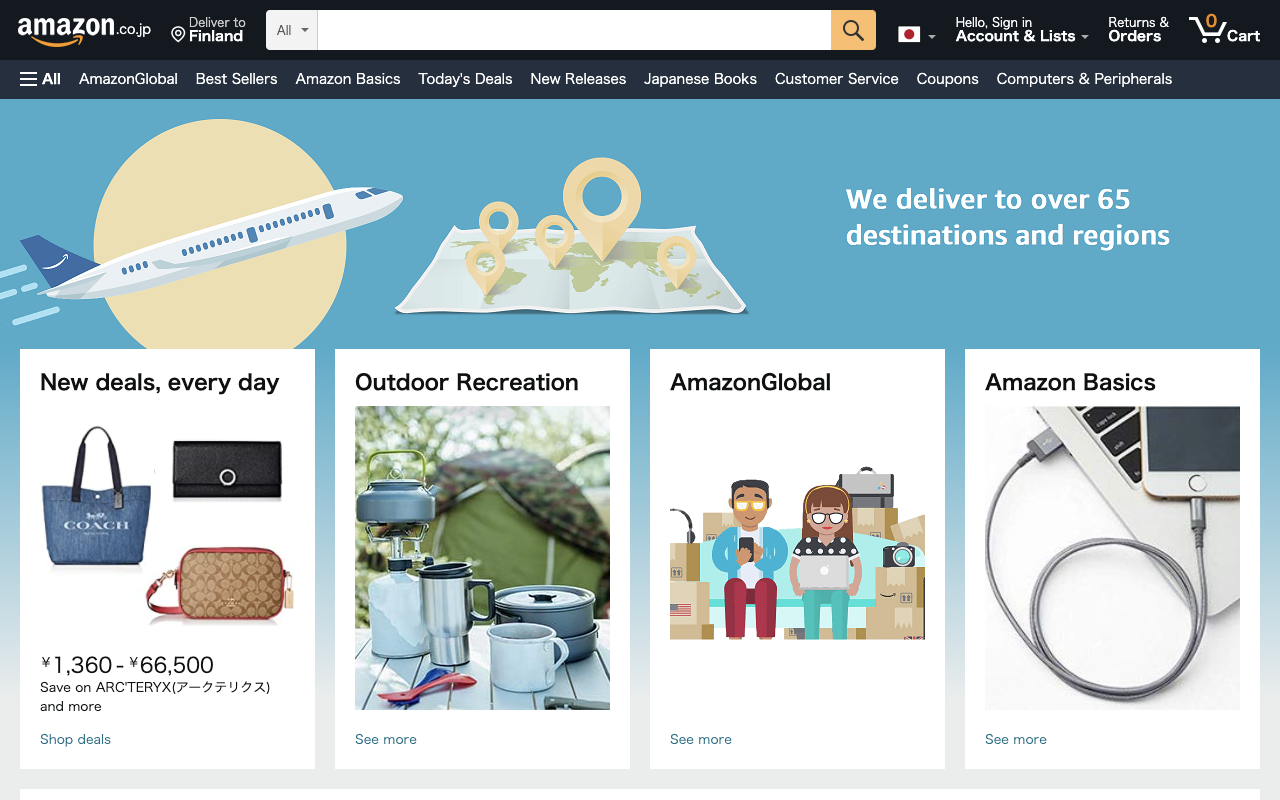 amazon.co.jp
Deliver to
Finland
All
Hello, Sign in
Account & Lists
Returns &
Orders
0
Cart
All
AmazonGlobal
Best Sellers
Amazon Basics
Today's Deals
New Releases
Japanese Books
Customer Service
Coupons
Computers & Peripherals
We deliver to over 65
destinations and regions
New deals, every day
COACH
¥1,360 - ¥66,500
Save on ARC'TERYX(アークテリクス)
and more
Shop deals
Outdoor Recreation
See more
AmazonGlobal
See more
Amazon Basics
caps lock
See more